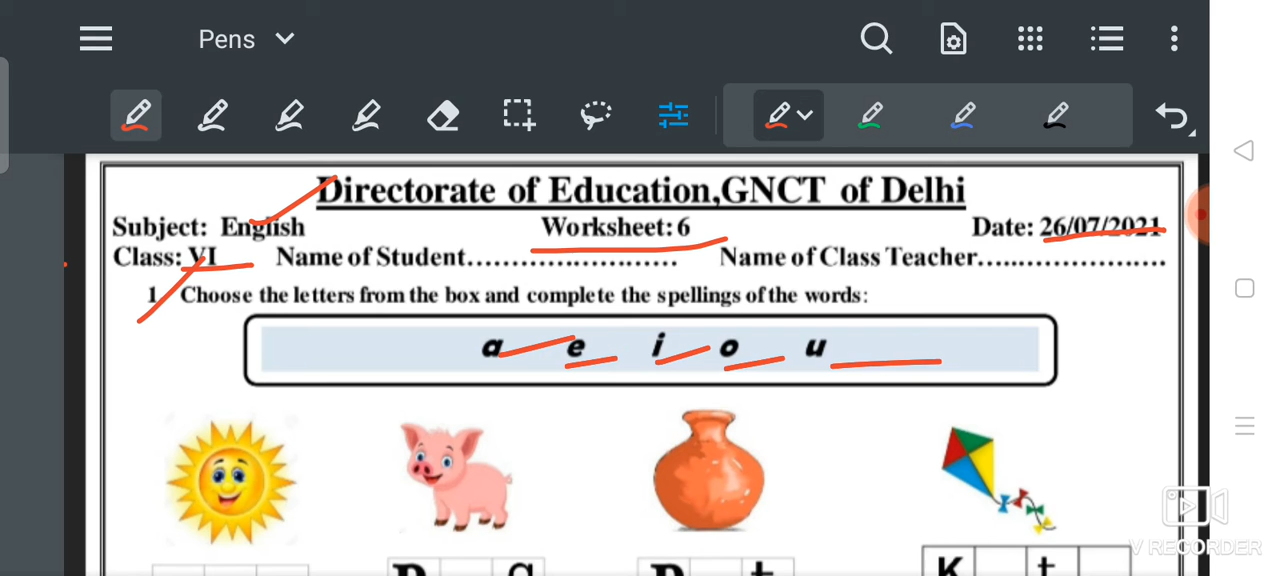 Pens
Directorate of Education,GNCT of Delhi
Subject: English Worksheet: 6 Date: 26/07/2021
Class: VI Name of Student........................ Name of Class Teacher......................
1 Choose the letters from the box and complete the spellings of the words:
a e i o u
P g P t K t
V RECORDER